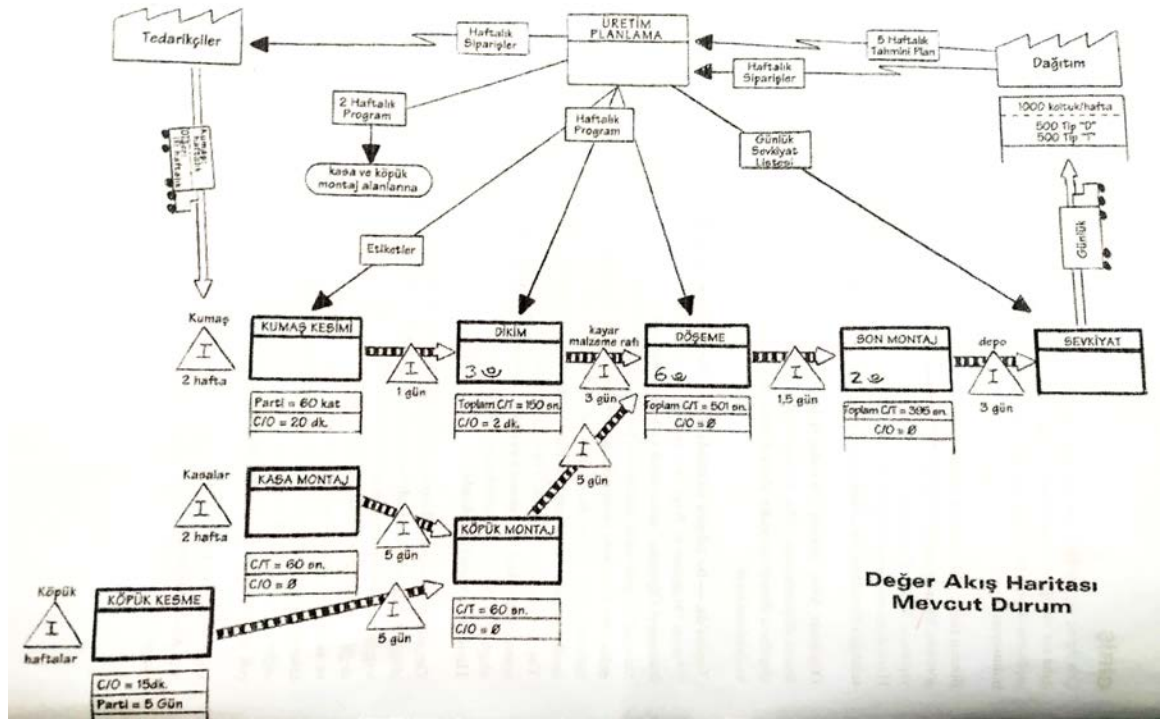 Tedarikçiler
Haftalık
Siparişler
ÜRETİM
PLANLAMA
5 Haftalık
Tahmini Plan
Haftalık
Siparişler
Dağıtım
1000 koltuk/hafta
500 Tip "D"
500 Tip "T"
2 Haftalık
Program
kasa ve köpük
montaj alanlarına
Haftalık
Program
Günlük
Sevkiyat
Listesi
Etiketler
Kumaş
haftalık
Günlük
Kumaş
I
2 hafta
KUMAŞ KESİMİ
Parti = 60 kat
C/O = 20 dk.
I
1 gün
DİKİM
3
Toplam C/T = 150 sn.
C/O = 2 dk.
kayar
malzeme rafı
I
3 gün
DÖŞEME
6
Toplam C/T = 501 sn.
C/O = Ø
I
1,5 gün
SON MONTAJ
2
Toplam C/T =
C/O = Ø
depo
I
3 gün
SEVKİYAT
Kasalar
I
2 hafta
KASA MONTAJ
C/T = 60 sn.
C/O = Ø
I
5 gün
KÖPÜK MONTAJ
C/T = 60 sn.
C/O = Ø
I
5 gün
Köpük
I
haftalar
KÖPÜK KESME
C/O = 15dk.
Parti = 5 Gün
I
5 gün
Değer Akış Haritası
Mevcut Durum